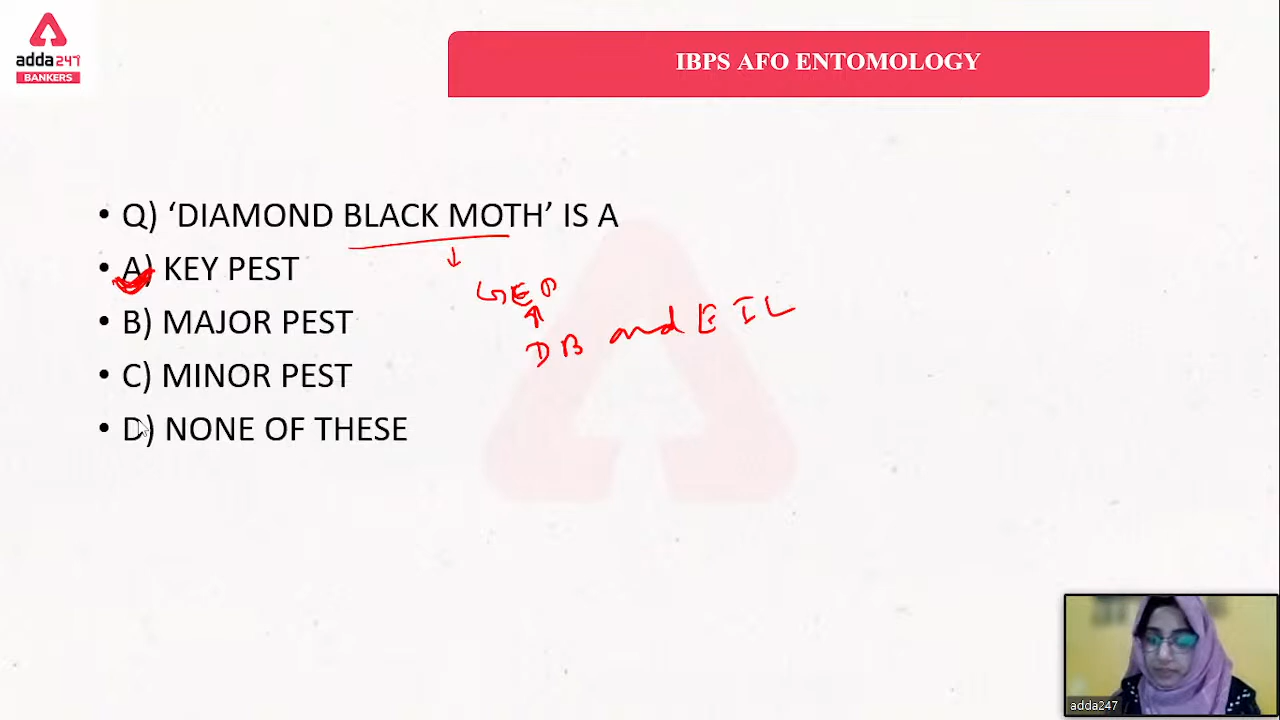 adda247
BANKERS
IBPS AFO ENTOMOLOGY
• Q) ‘DIAMOND BLACK MOTH’ IS A
• A) KEY PEST
• B) MAJOR PEST
• C) MINOR PEST
• D) NONE OF THESE
DB and EIL
adda247